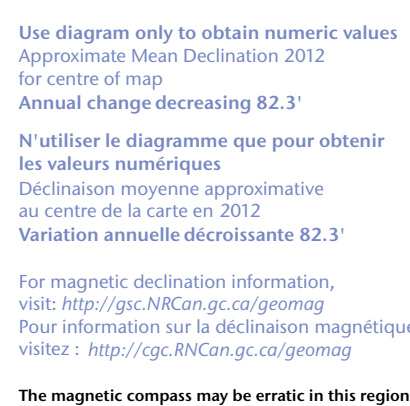 Use diagram only to obtain numeric values
Approximate Mean Declination 2012
for centre of map
Annual change decreasing 82.3'
N'utiliser le diagramme que pour obtenir
les valeurs numériques
Déclinaison moyenne approximative
au centre de la carte en 2012
Variation annuelle décroissante 82.3'
For magnetic declination information,
visit: http://gsc.NRCan.gc.ca/geomag
Pour information sur la déclinaison magnétique
visitez : http://cgc.RNCan.gc.ca/geomag
The magnetic compass may be erratic in this region